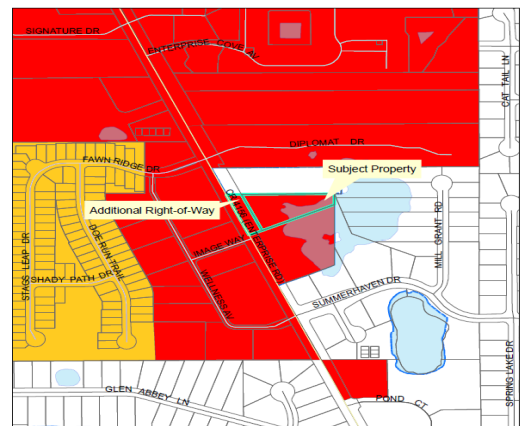 SIGNATURE DR
ENTERPRISE COVE AV
CAT TAIL LN
DIPLOMAT DR
FAWN RIDGE DR
Subject Property
Additional Right-of-Way
IMAGE WAY
WELLNESS AV
MILL GRANT RD
STAGS LEAP DR
DOE RUN TRAIL
SHADY PATH DR
SUMMERHAVEN DR
GLEN ABBEY LN
POND CT
SPRING LAKE DR